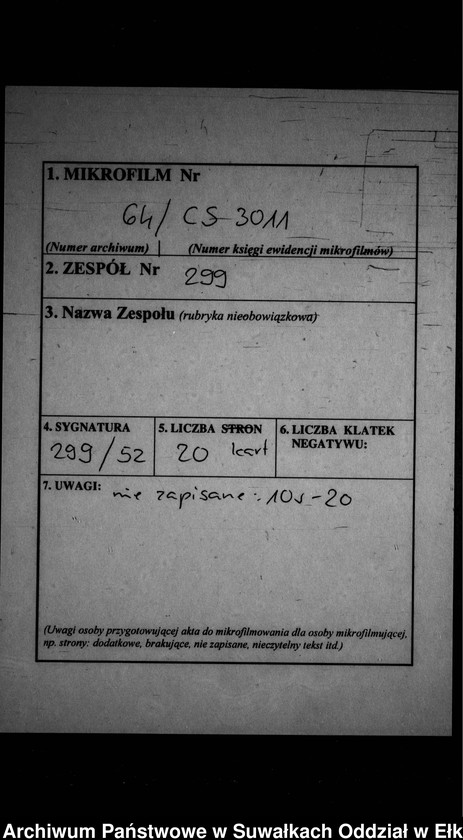 1. MIKROFILM Nr
64/ CS-3011
(Numer archiwum) | (Numer księgi ewidencji mikrofilmów)
2. ZESPÓŁ Nr 299
3. Nazwa Zespołu (rubryka nieobowiązkowa)
4. SYGNATURA
299/52
5. LICZBA STRON
20 kart
6. LICZBA KLATEK
NEGATYWU:
7. UWAGI: nie zapisane :10v-20
(Uwagi osoby przygotowującej akta do mikrofilmowania dla osoby mikrofilmującej,
np. strony: dodatkowe, brakujące, nie zapisane, nieczytelny tekst itd.)
Archiwum Państwowe w Suwałkach Oddział w Ełk